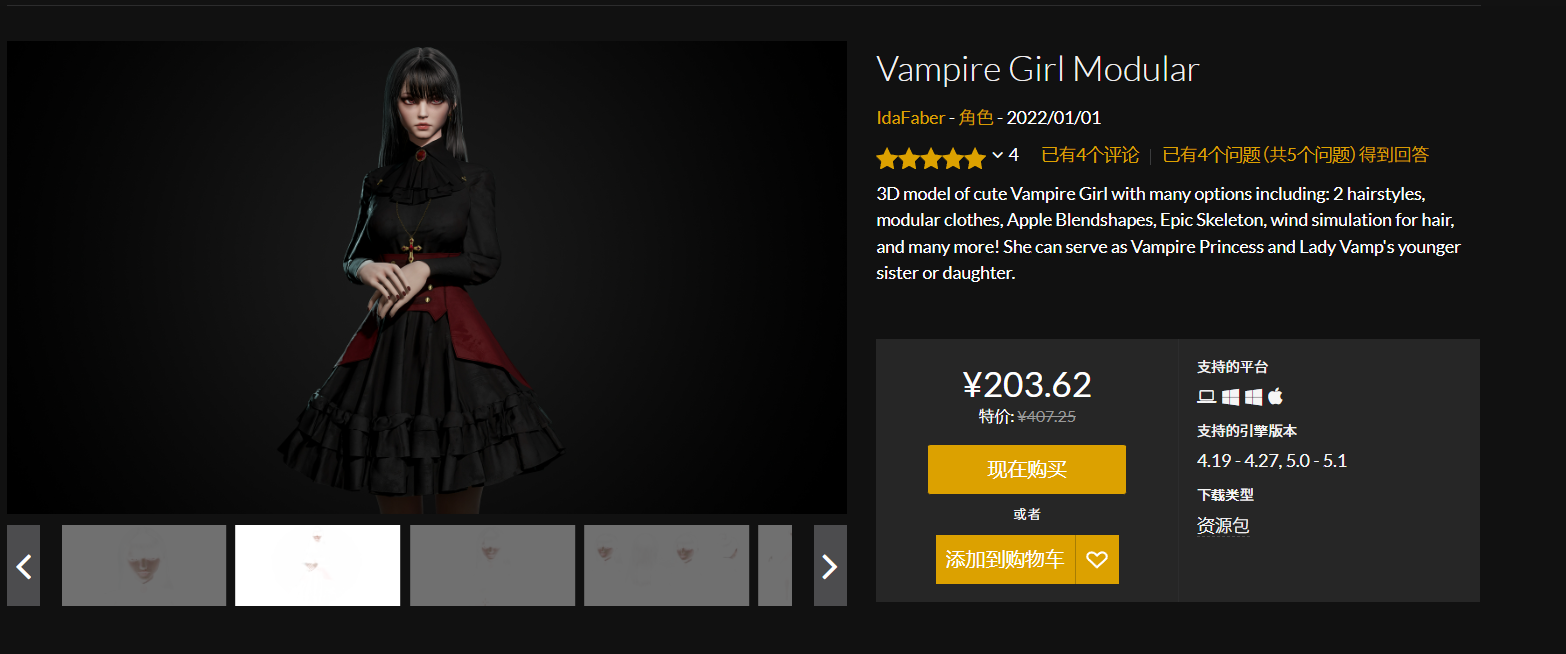 Vampire Girl Modular
IdaFaber - 角色 - 2022/01/01
4 已有4个评论 | 已有4个问题 (共5个问题) 得到回答
3D model of cute Vampire Girl with many options including: 2 hairstyles,
modular clothes, Apple Blendshapes, Epic Skeleton, wind simulation for hair,
and many more! She can serve as Vampire Princess and Lady Vamp's younger
sister or daughter.
¥203.62
特价: ¥407.25
现在购买
或者
添加到购物车
支持的平台
支持的引擎版本
4.19 - 4.27, 5.0 - 5.1
下载类型
资源包